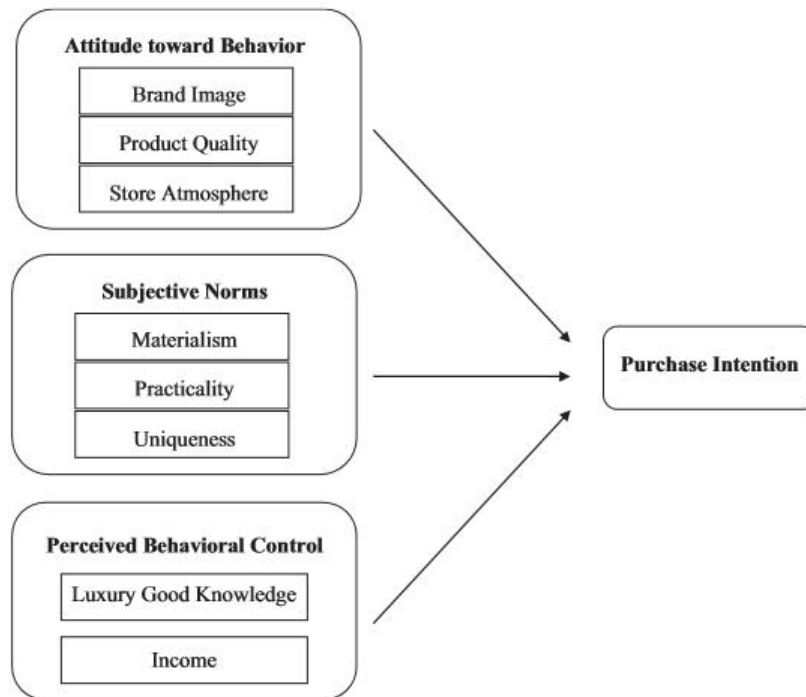 Attitude toward Behavior
Brand Image
Product Quality
Store Atmosphere
Subjective Norms
Materialism
Practicality
Uniqueness
Purchase Intention
Perceived Behavioral Control
Luxury Good Knowledge
Income